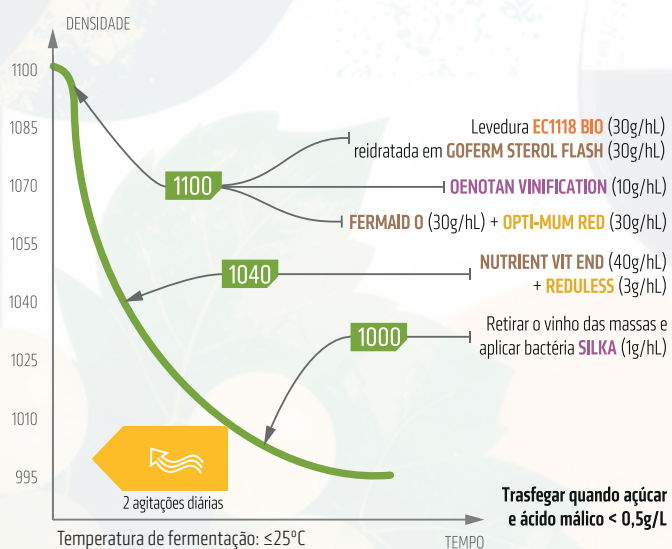 DENSIDADE
1100
1085
1070
1055
1040
1025
1010
995
Levedura EC1118 BIO (30g/hL)
reidratada em GOFERM STEROL FLASH (30g/hL)
1100
OENOTAN VINIFICATION (10g/hL)
FERMAID O (30g/hL) + OPTI-MUM RED (30g/hL)
1040
NUTRIENT VIT END (40g/hL)
+ REDULESS (3g/hL)
1000
Retirar o vinho das massas e
aplicar bactéria SILKA (1g/hL)
2 agitações diárias
Trasfegar quando açúcar
e ácido málico < 0,5g/L
Temperatura de fermentação: ≤25ºC
TEMPO